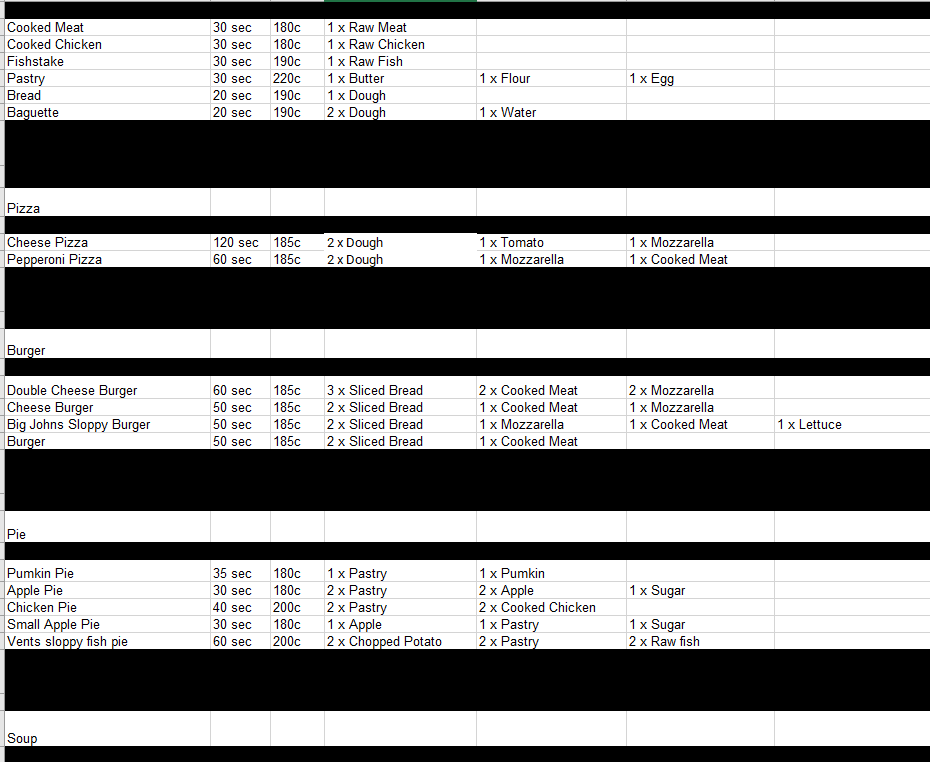 Cooked Meat 30 sec 180c 1 x Raw Meat
Cooked Chicken 30 sec 180c 1 x Raw Chicken
Fishstake 30 sec 190c 1 x Raw Fish
Pastry 30 sec 220c 1 x Butter 1 x Flour 1 x Egg
Bread 20 sec 190c 1 x Dough
Baguette 20 sec 190c 2 x Dough 1 x Water
Pizza
Cheese Pizza 120 sec 185c 2 x Dough 1 x Tomato 1 x Mozzarella
Pepperoni Pizza 60 sec 185c 2 x Dough 1 x Mozzarella 1 x Cooked Meat
Burger
Double Cheese Burger 60 sec 185c 3 x Sliced Bread 2 x Cooked Meat 2 x Mozzarella
Cheese Burger 50 sec 185c 2 x Sliced Bread 1 x Cooked Meat 1 x Mozzarella
Big Johns Sloppy Burger 50 sec 185c 2 x Sliced Bread 1 x Mozzarella 1 x Cooked Meat 1 x Lettuce
Burger 50 sec 185c 2 x Sliced Bread 1 x Cooked Meat
Pie
Pumkin Pie 35 sec 180c 1 x Pastry 1 x Pumkin
Apple Pie 30 sec 180c 2 x Pastry 2 x Apple 1 x Sugar
Chicken Pie 40 sec 200c 2 x Pastry 2 x Cooked Chicken
Small Apple Pie 30 sec 180c 1 x Apple 1 x Pastry 1 x Sugar
Vents sloppy fish pie 60 sec 200c 2 x Chopped Potato 2 x Pastry 2 x Raw fish
Soup